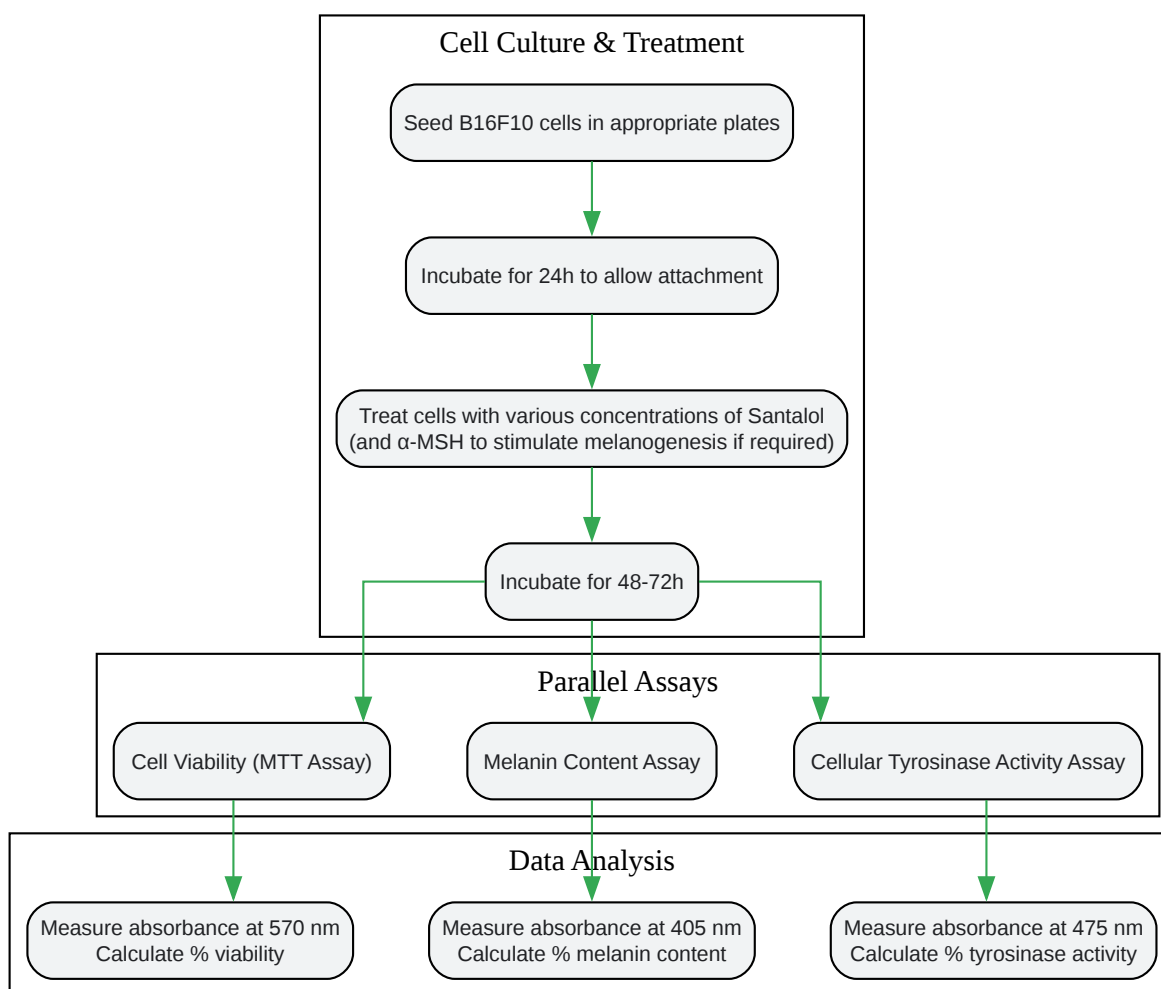 Cell Culture & Treatment
Seed B16F10 cells in appropriate plates
Incubate for 24h to allow attachment
Treat cells with various concentrations of Santalol
(and α-MSH to stimulate melanogenesis if required)
Incubate for 48-72h
Parallel Assays
Cell Viability (MTT Assay)
Melanin Content Assay
Cellular Tyrosinase Activity Assay
Data Analysis
Measure absorbance at 570 nm
Calculate % viability
Measure absorbance at 405 nm
Calculate % melanin content
Measure absorbance at 475 nm
Calculate % tyrosinase activity